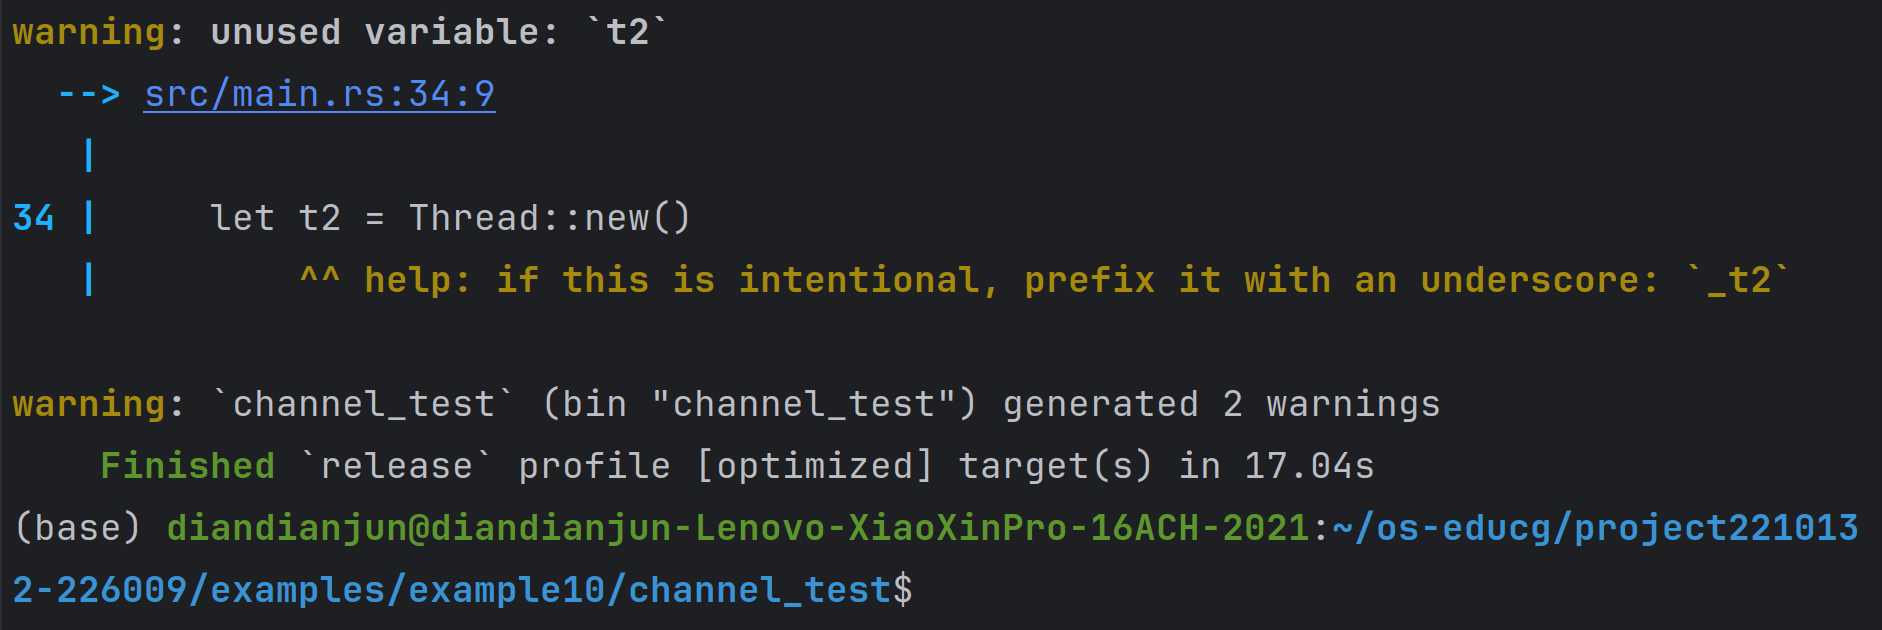 warning: unused variable: `t2`
  --> src/main.rs:34:9
   |
34 |     let t2 = Thread::new()
   |         ^^ help: if this is intentional, prefix it with an underscore: `_t2`

warning: `channel_test` (bin "channel_test") generated 2 warnings
    Finished `release` profile [optimized] target(s) in 17.04s
(base) diandianjun@diandianjun-Lenovo-XiaoXinPro-16ACH-2021:~/os-educg/project221013
2-226009/examples/example10/channel_test$